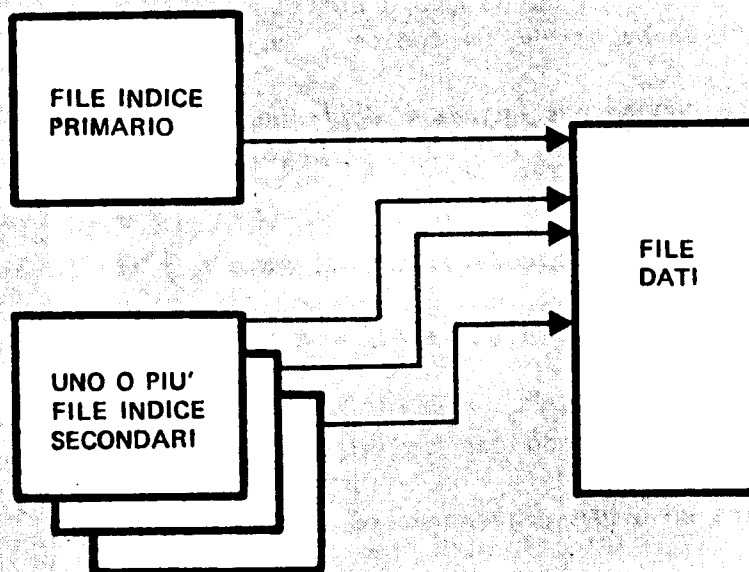 FILE INDICE
PRIMARIO
FILE
DATI
UNO O PIU'
FILE INDICE
SECONDARI